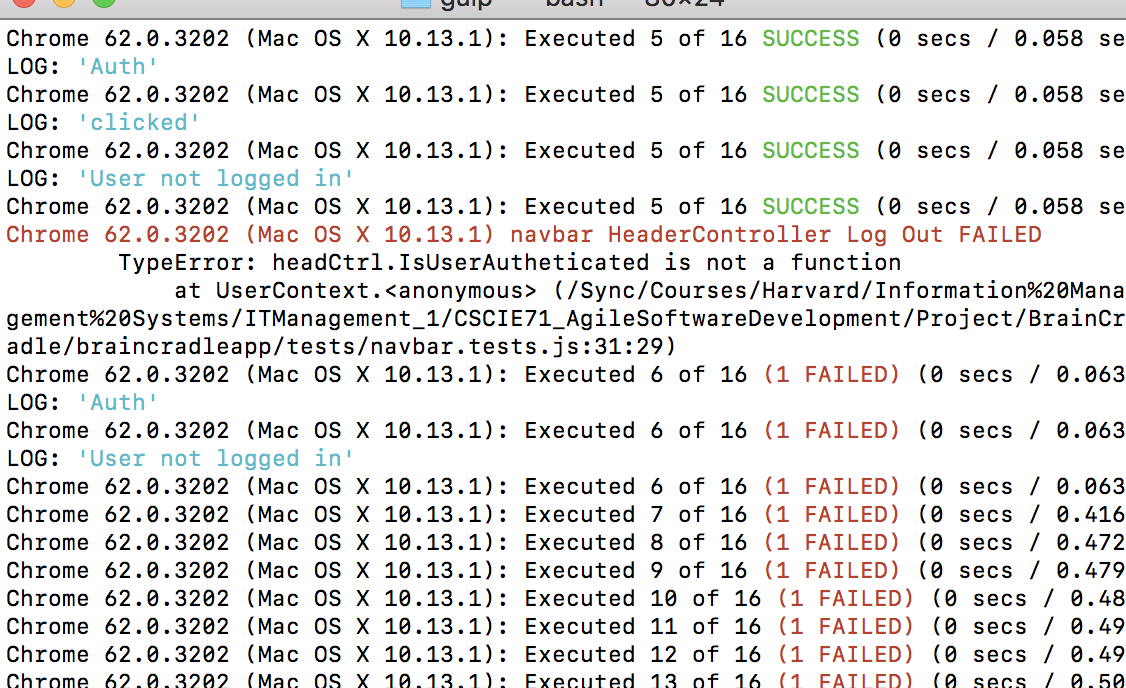 gulp — bash — 80×24
Chrome 62.0.3202 (Mac OS X 10.13.1): Executed 5 of 16 SUCCESS (0 secs / 0.058 se
LOG: 'Auth'
Chrome 62.0.3202 (Mac OS X 10.13.1): Executed 5 of 16 SUCCESS (0 secs / 0.058 se
LOG: 'clicked'
Chrome 62.0.3202 (Mac OS X 10.13.1): Executed 5 of 16 SUCCESS (0 secs / 0.058 se
LOG: 'User not logged in'
Chrome 62.0.3202 (Mac OS X 10.13.1): Executed 5 of 16 SUCCESS (0 secs / 0.058 se
Chrome 62.0.3202 (Mac OS X 10.13.1) navbar HeaderController Log Out FAILED
TypeError: headCtrl.IsUserAutheticated is not a function
at UserContext.<anonymous> (/Sync/Courses/Harvard/Information%20Mana
gement%20Systems/ITManagement_1/CSCIE71_AgileSoftwareDevelopment/Project/BrainCr
adle/braincradleapp/tests/navbar.tests.js:31:29)
Chrome 62.0.3202 (Mac OS X 10.13.1): Executed 6 of 16 (1 FAILED) (0 secs / 0.063
LOG: 'Auth'
Chrome 62.0.3202 (Mac OS X 10.13.1): Executed 6 of 16 (1 FAILED) (0 secs / 0.063
LOG: 'User not logged in'
Chrome 62.0.3202 (Mac OS X 10.13.1): Executed 6 of 16 (1 FAILED) (0 secs / 0.063
Chrome 62.0.3202 (Mac OS X 10.13.1): Executed 7 of 16 (1 FAILED) (0 secs / 0.416
Chrome 62.0.3202 (Mac OS X 10.13.1): Executed 8 of 16 (1 FAILED) (0 secs / 0.472
Chrome 62.0.3202 (Mac OS X 10.13.1): Executed 9 of 16 (1 FAILED) (0 secs / 0.479
Chrome 62.0.3202 (Mac OS X 10.13.1): Executed 10 of 16 (1 FAILED) (0 secs / 0.48
Chrome 62.0.3202 (Mac OS X 10.13.1): Executed 11 of 16 (1 FAILED) (0 secs / 0.49
Chrome 62.0.3202 (Mac OS X 10.13.1): Executed 12 of 16 (1 FAILED) (0 secs / 0.49
Chrome 62.0.3202 (Mac OS X 10.13.1): Executed 13 of 16 (1 FAILED) (0 secs / 0.50